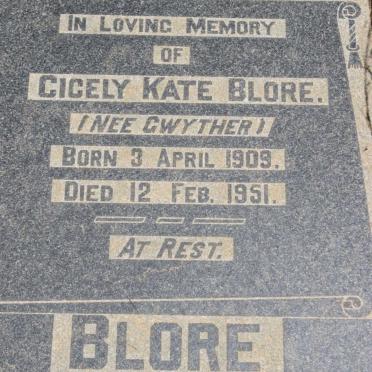 IN LOVING MEMORY
OF
CICELY KATE BLORE.
(NEE GWYTHER)
BORN 3 APRIL 1909.
DIED 12 FEB. 1951.
AT REST.
BLORE